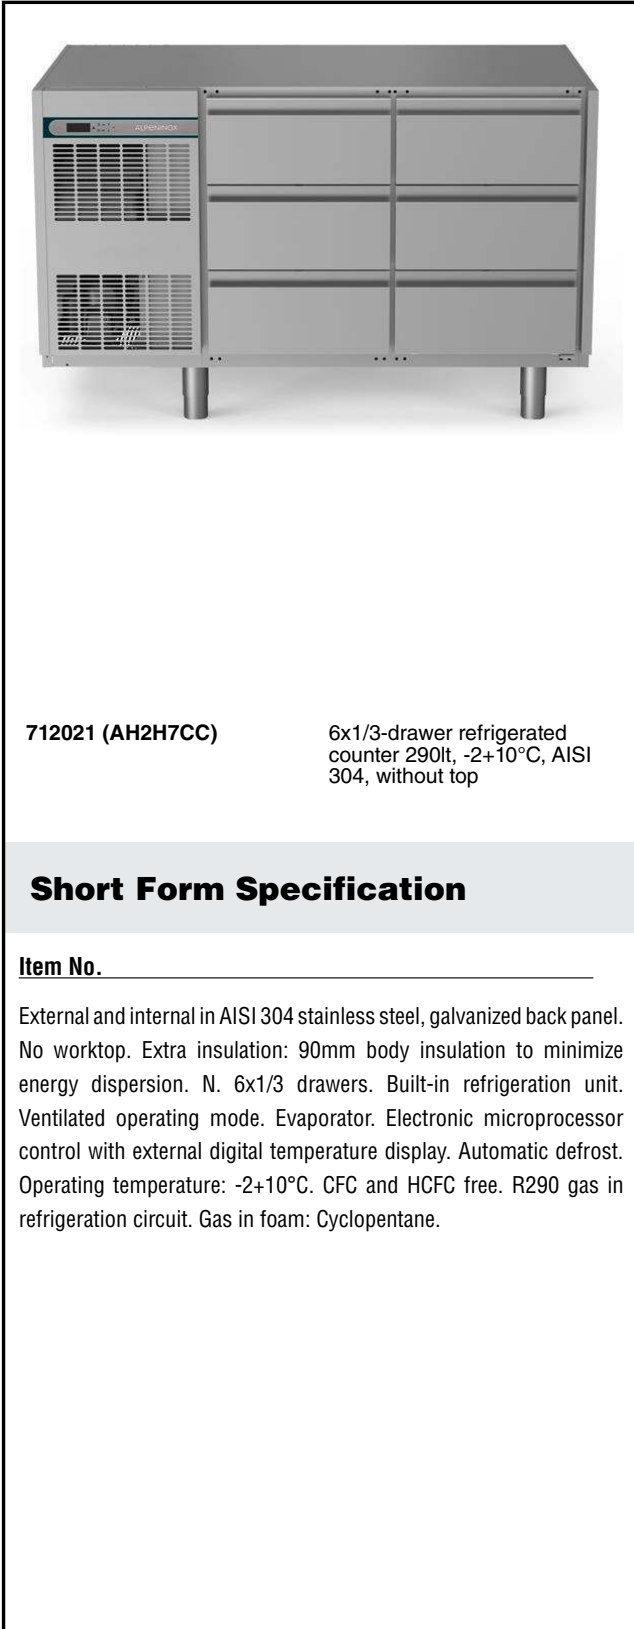 ALPENINOX
712021 (AH2H7CC)
6x1/3-drawer refrigerated
counter 290lt, -2+10°C, AISI
304, without top
Short Form Specification
Item No.
External and internal in AISI 304 stainless steel, galvanized back panel.
No worktop. Extra insulation: 90mm body insulation to minimize
energy dispersion. N. 6x1/3 drawers. Built-in refrigeration unit.
Ventilated operating mode. Evaporator. Electronic microprocessor
control with external digital temperature display. Automatic defrost.
Operating temperature: -2+10°C. CFC and HCFC free. R290 gas in
refrigeration circuit. Gas in foam: Cyclopentane.